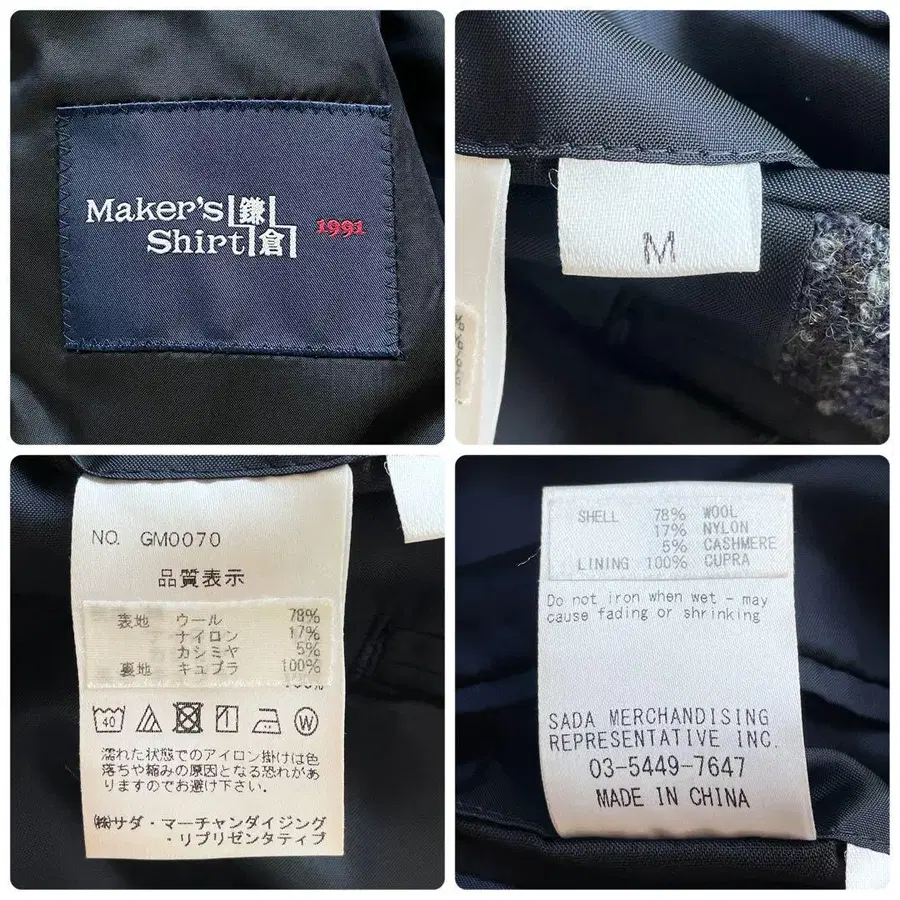 Maker's 鎌
Shirt 倉 1991
M
NO. GM0070
品質表示
表地 ウール 78%
ナイロン 17%
カシミヤ 5%
裏地 キュプラ 100%
濡れた状態でのアイロン掛けは色
落ちや縮みの原因となる恐れがあ
りますのでお避け下さい。
㈱サダ・マーチャンダイジング
・リプリゼンタティブ
SHELL 78% WOOL
17% NYLON
5% CASHMERE
LINING 100% CUPRA
Do not iron when wet - may
cause fading or shrinking
SADA MERCHANDISING
REPRESENTATIVE INC.
03-5449-7647
MADE IN CHINA